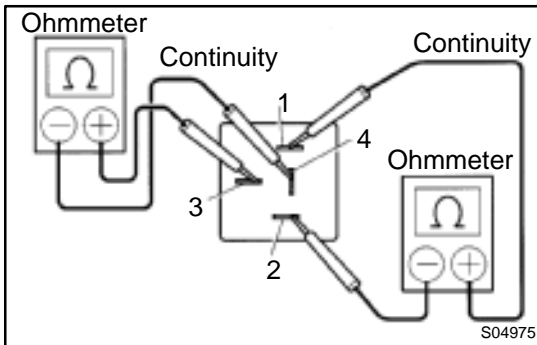 Ohmmeter
Continuity
Continuity
Ω
− +
1
4
3
2
Ohmmeter
Ω
− +
S04975